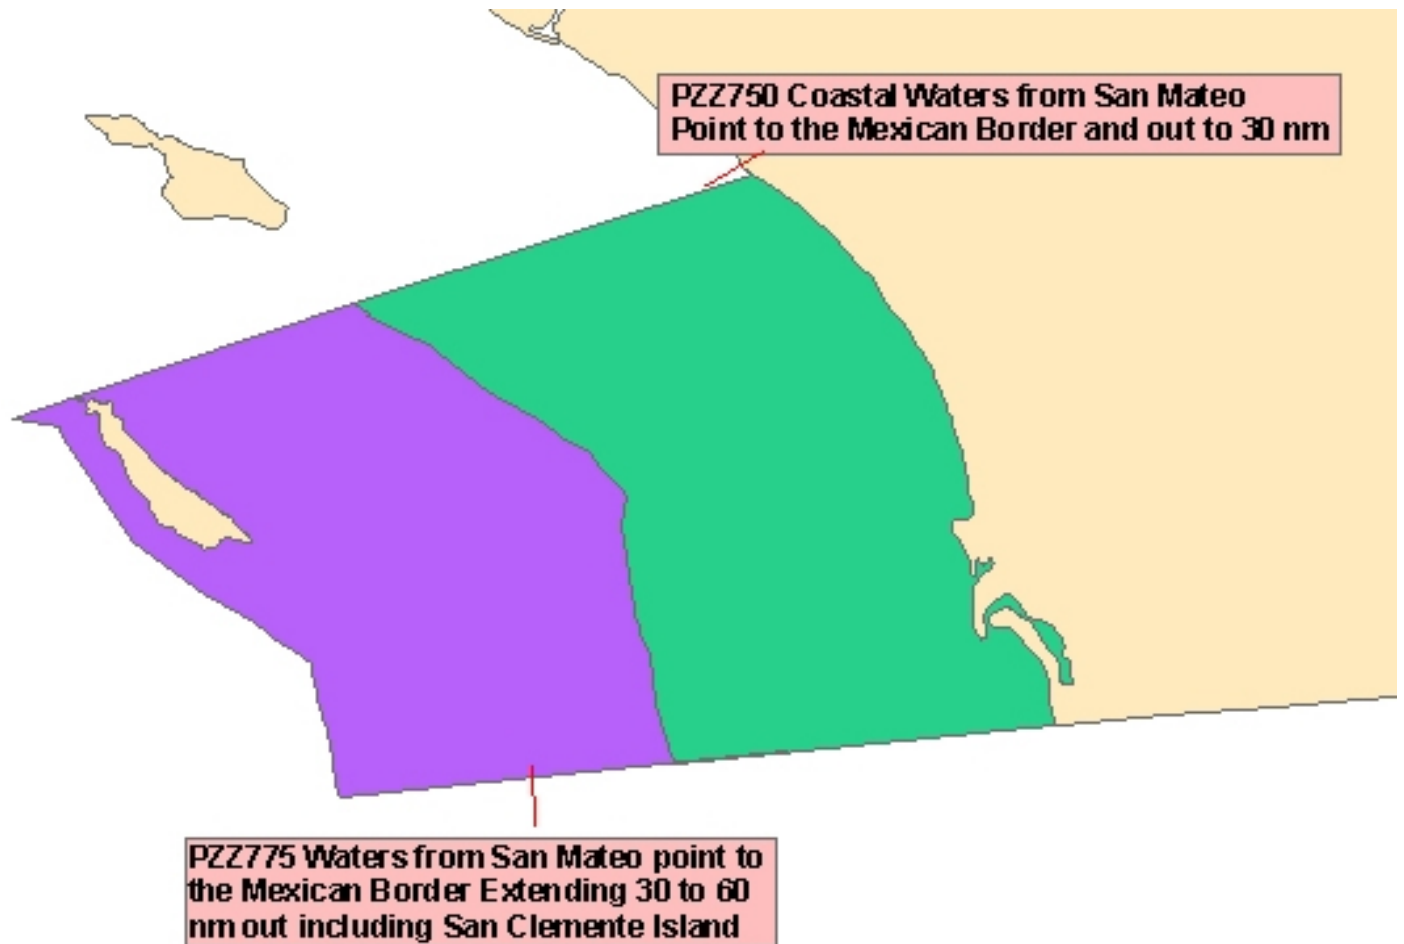 PZZ750 Coastal Waters from San Mateo
Point to the Mexican Border and out to 30 nm
PZZ775 Waters from San Mateo point to
the Mexican Border Extending 30 to 60
nm out including San Clemente Island